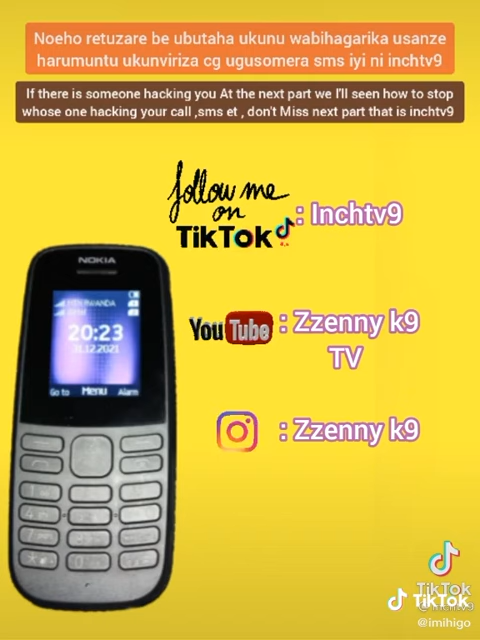 Noeho retuzare be ubutaha ukunu wabihagarika usanze
harumuntu ukunviriza cg ugusomera sms iyi ni inchtv9
If there is someone hacking you At the next part we I'll seen how to stop
whose one hacking your call ,sms et , don't Miss next part that is inchtv9
follow me
on
TikTok : Inchtv9
NOKIA
20:23
31.12.2021
Go to Menu Alarm
YouTube : Zzenny k9
TV
: Zzenny k9
TikTok
TikTok
@imihigo